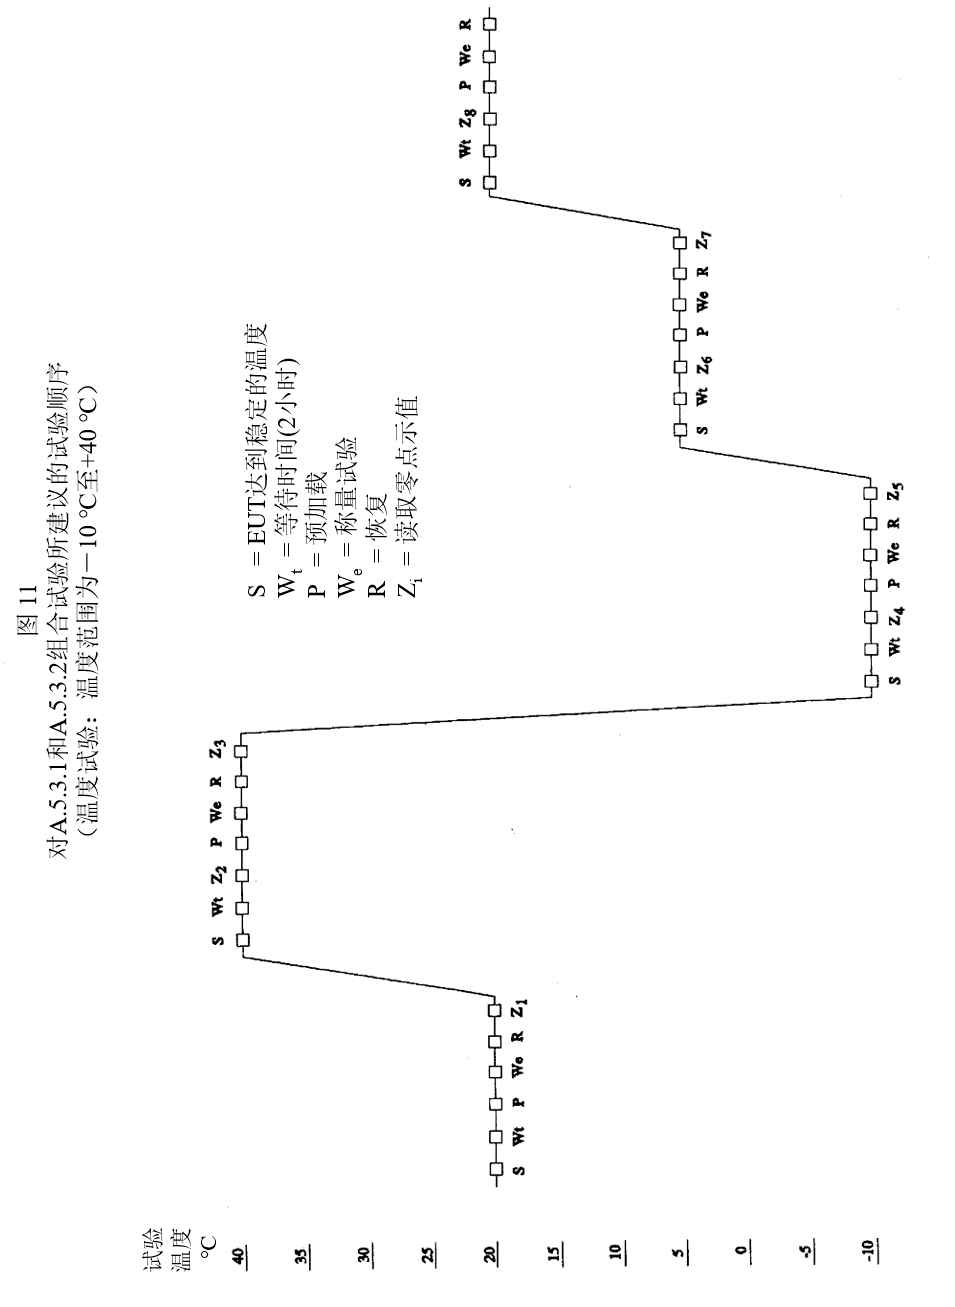 图 11
对A.5.3.1和A.5.3.2组合试验所建议的试验顺序
（温度试验：温度范围为－10 °C至+40 °C）
S = EUT达到稳定的温度
Wt = 等待时间(2小时)
P = 预加载
We = 称量试验
R = 恢复
Zi = 读取零点示值
试验
温度
°C
40
35
30
25
20
15
10
5
0
-5
-10
S Wt P We R Z1
S Wt Z2 P We R Z3
S Wt Z4 P We R Z5
S Wt Z6 P We R Z7
S Wt Z8 P We R